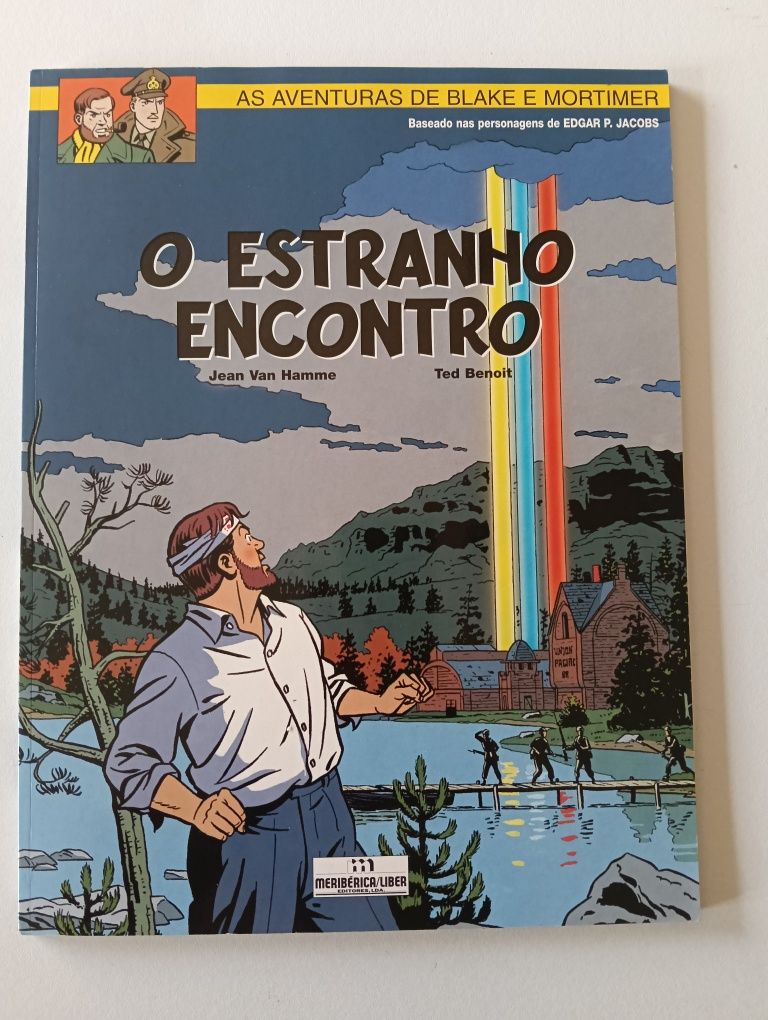 AS AVENTURAS DE BLAKE E MORTIMER
Baseado nas personagens de EDGAR P. JACOBS
O ESTRANHO
ENCONTRO
Jean Van Hamme Ted Benoit
UNION
PACIFIC
RR
m
MERIBÉRICA/LIBER
EDITORES, LDA.